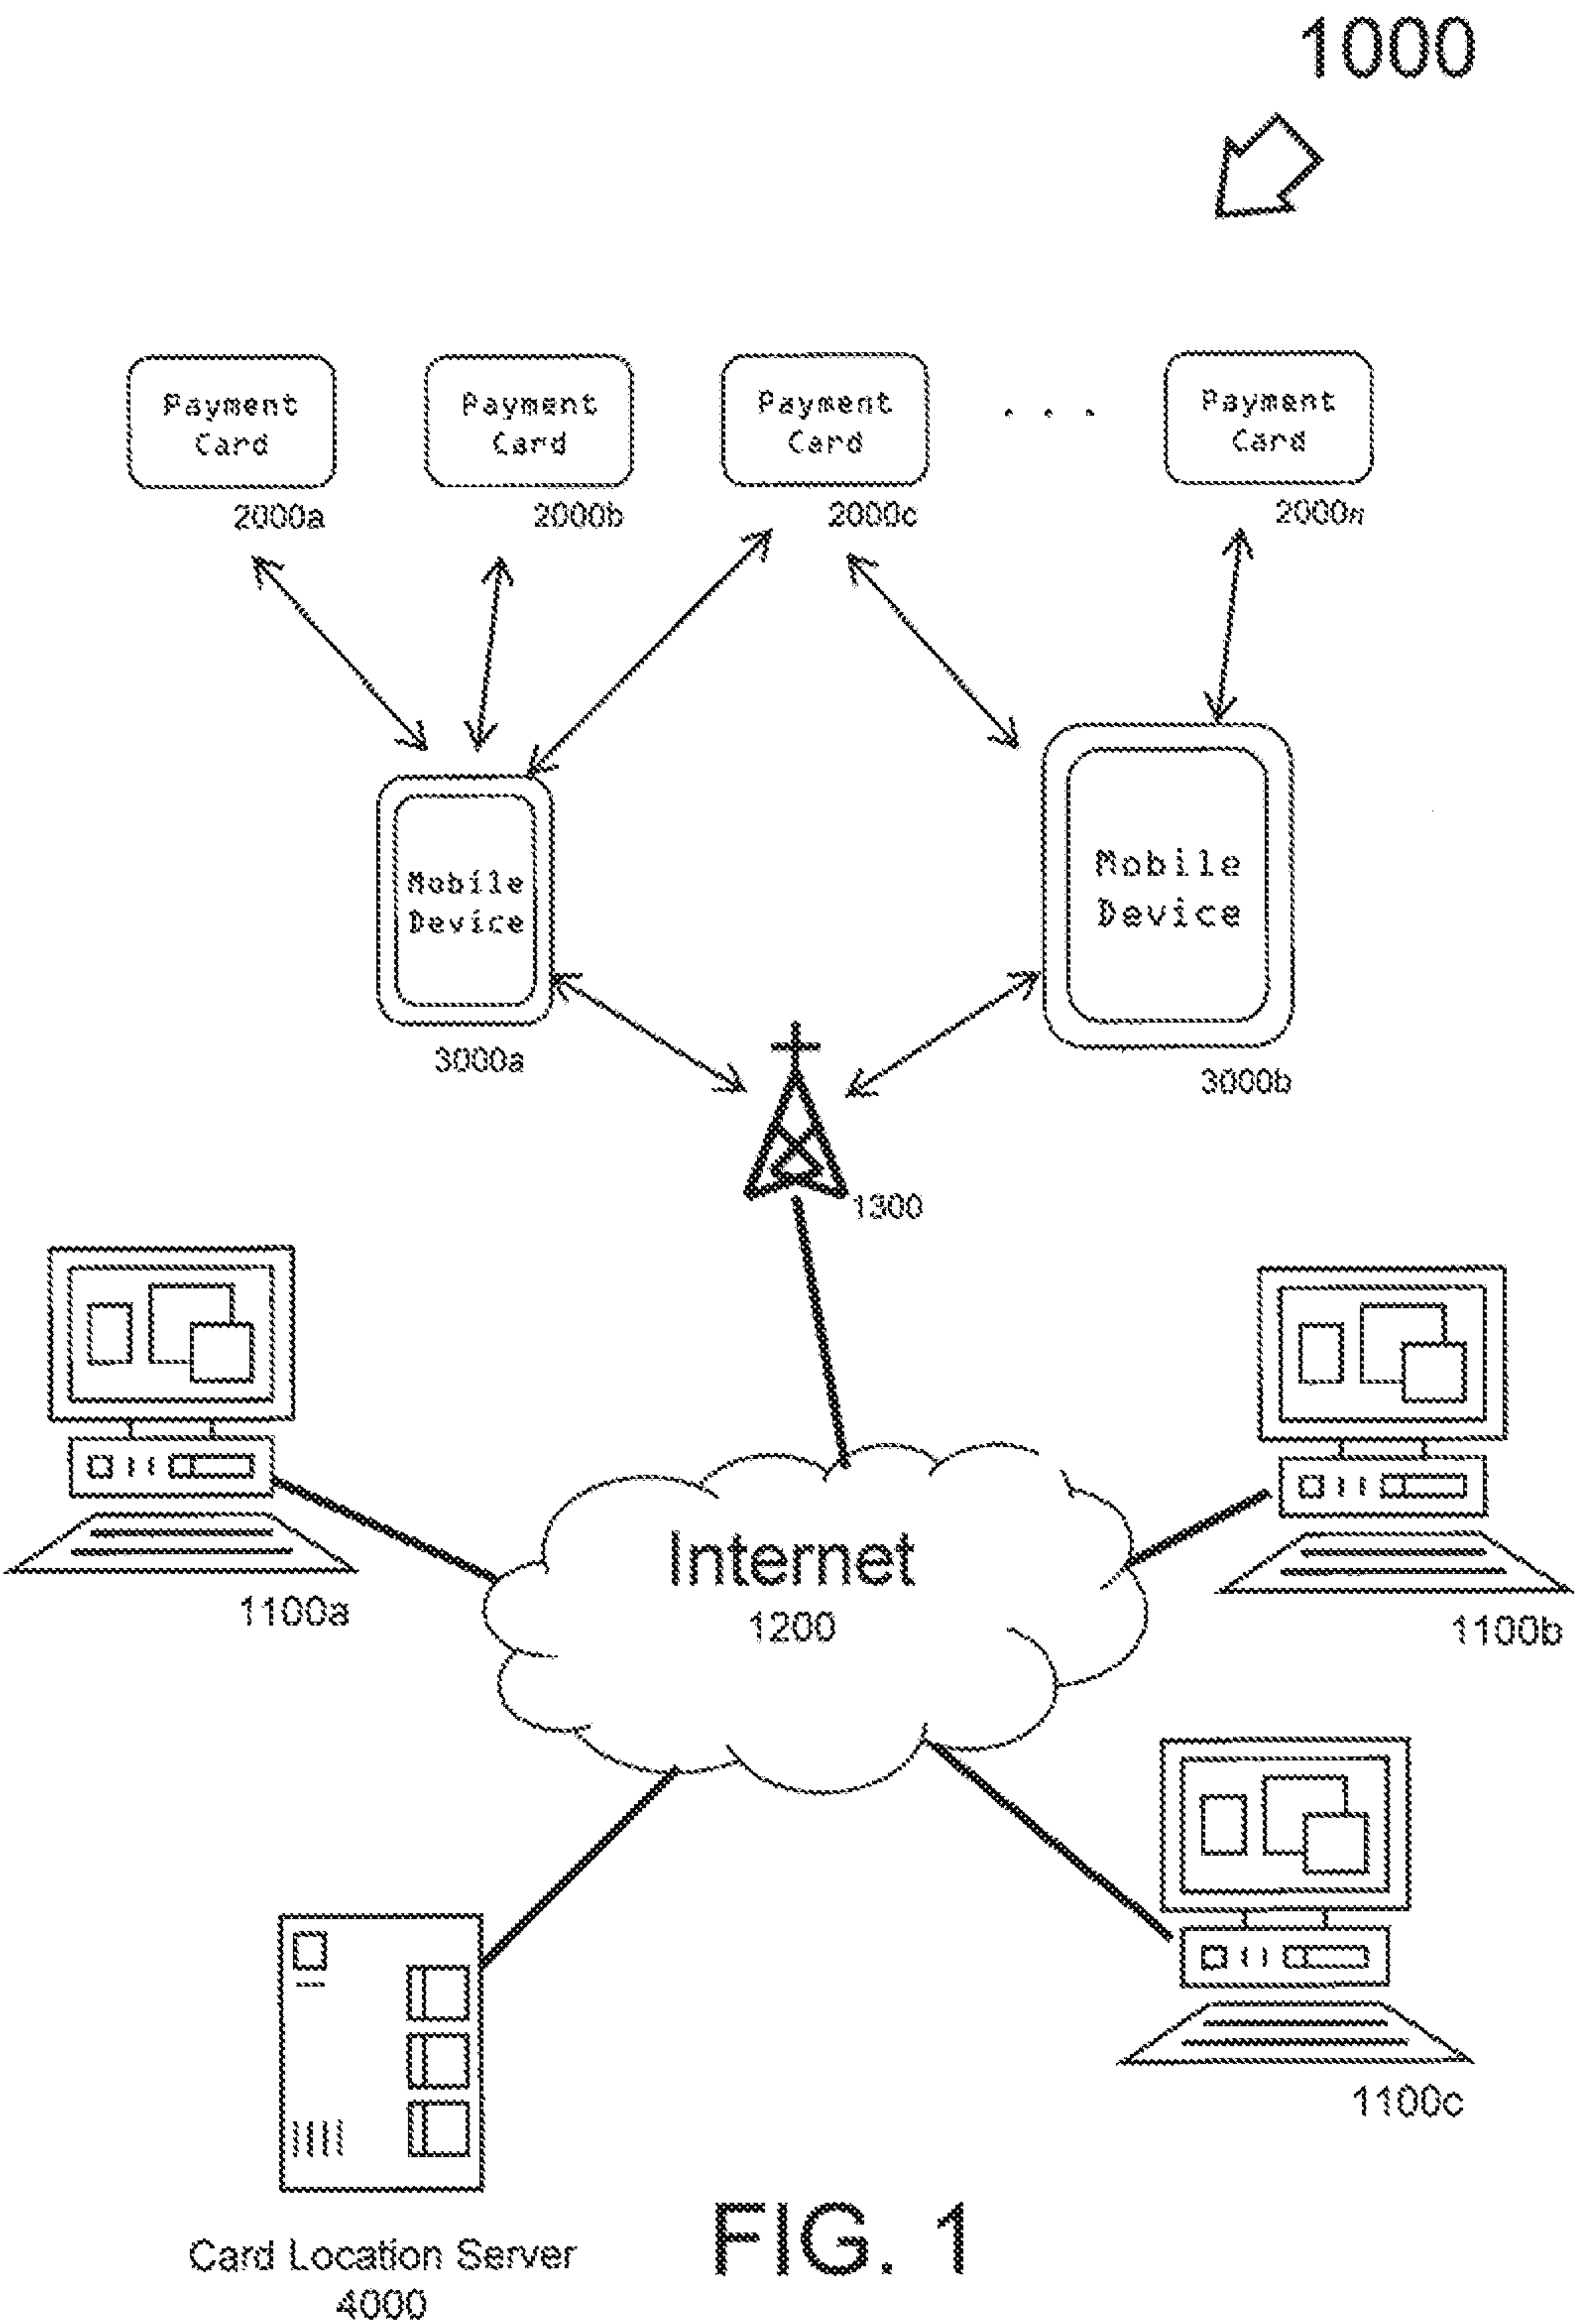 1000
Payment
Card
2000a
Payment
Card
2000b
Payment
Card
2000c
. . .
Payment
Card
2000n
Mobile
Device
3000a
Mobile
Device
3000b
1300
1100a
1100b
Internet
1200
1100c
Card Location Server
4000
FIG. 1